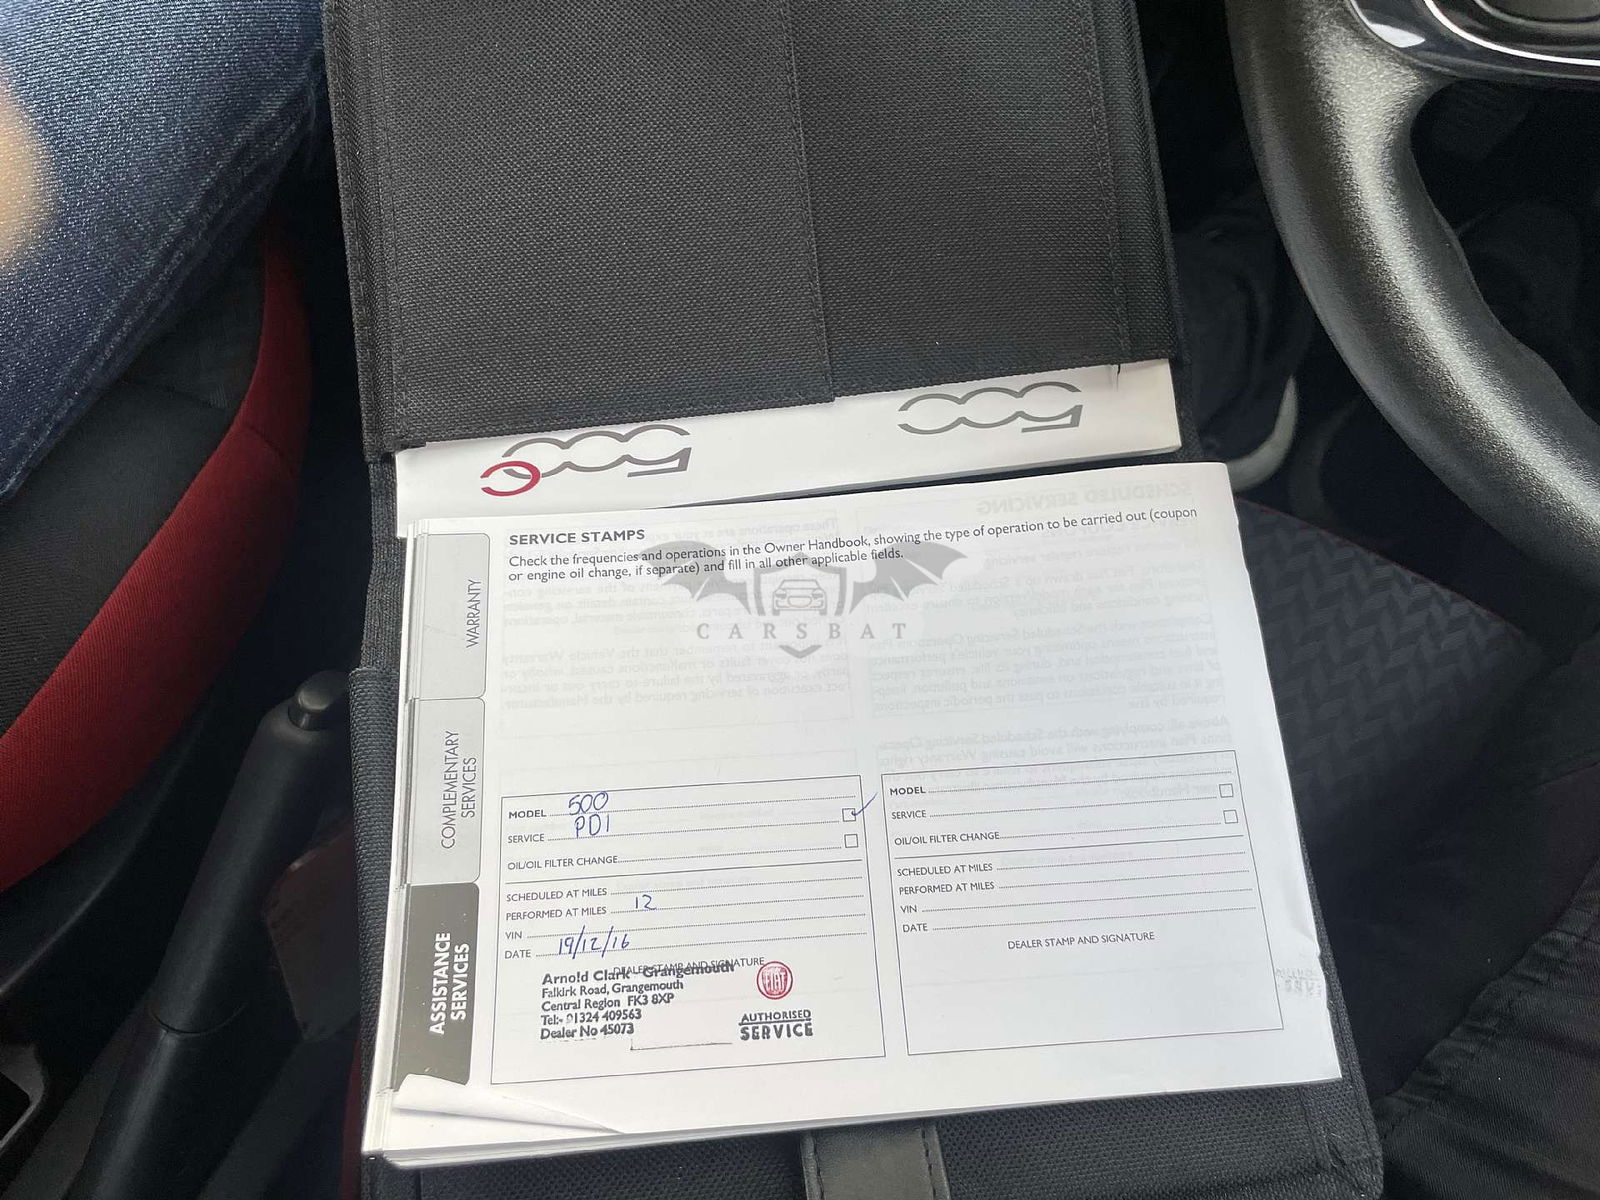 500C
500
SERVICE STAMPS
Check the frequencies and operations in the Owner Handbook, showing the type of operation to be carried out (coupon
or engine oil change, if separate) and fill in all other applicable fields.
CARSBAT
WARRANTY
COMPLEMENTARY
SERVICES
ASSISTANCE
SERVICES
MODEL 500
SERVICE PDI
OIL/OIL FILTER CHANGE
SCHEDULED AT MILES
PERFORMED AT MILES 12
VIN
DATE 19/12/16
DEALER STAMP AND SIGNATURE
Arnold Clark - Grangemouth
Falkirk Road, Grangemouth
Central Region FK3 8XP
Tel:- 01324 409563
Dealer No 45073
FIAT
AUTHORISED
SERVICE
MODEL
SERVICE
OIL/OIL FILTER CHANGE
SCHEDULED AT MILES
PERFORMED AT MILES
VIN
DATE
DEALER STAMP AND SIGNATURE